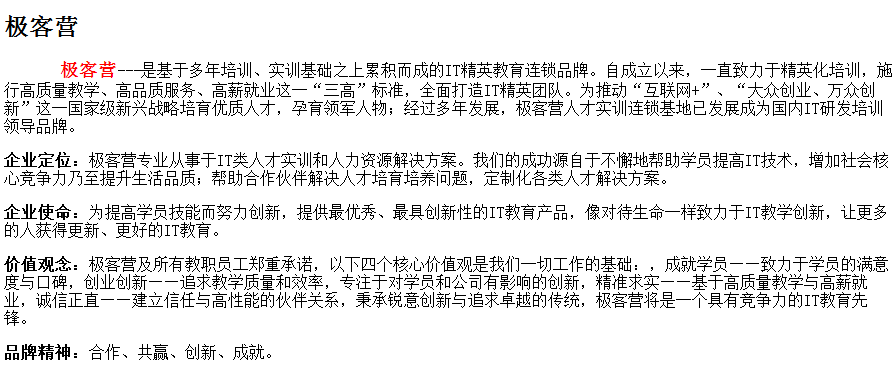 极客营
极客营---是基于多年培训、实训基础之上累积而成的IT精英教育连锁品牌。自成立以来，一直致力于精英化培训，施
行高质量教学、高品质服务、高薪就业这一“三高”标准，全面打造IT精英团队。为推动“互联网+”、“大众创业、万众创
新”这一国家级新兴战略培育优质人才，孕育领军人物；经过多年发展，极客营人才实训连锁基地已发展成为国内IT研发培训
领导品牌。
企业定位：极客营专业从事于IT类人才实训和人力资源解决方案。我们的成功源自于不懈地帮助学员提高IT技术，增加社会核
心竞争力乃至提升生活品质；帮助合作伙伴解决人才培育培养问题，定制化各类人才解决方案。
企业使命：为提高学员技能而努力创新，提供最优秀、最具创新性的IT教育产品，像对待生命一样致力于IT教学创新，让更多
的人获得更新、更好的IT教育。
价值观念：极客营及所有教职员工郑重承诺，以下四个核心价值观是我们一切工作的基础：，成就学员——致力于学员的满意
度与口碑，创业创新——追求教学质量和效率，专注于对学员和公司有影响的创新，精准求实——基于高质量教学与高薪就
业，诚信正直——建立信任与高性能的伙伴关系，秉承锐意创新与追求卓越的传统，极客营将是一个具有竞争力的IT教育先
锋。
品牌精神：合作、共赢、创新、成就。